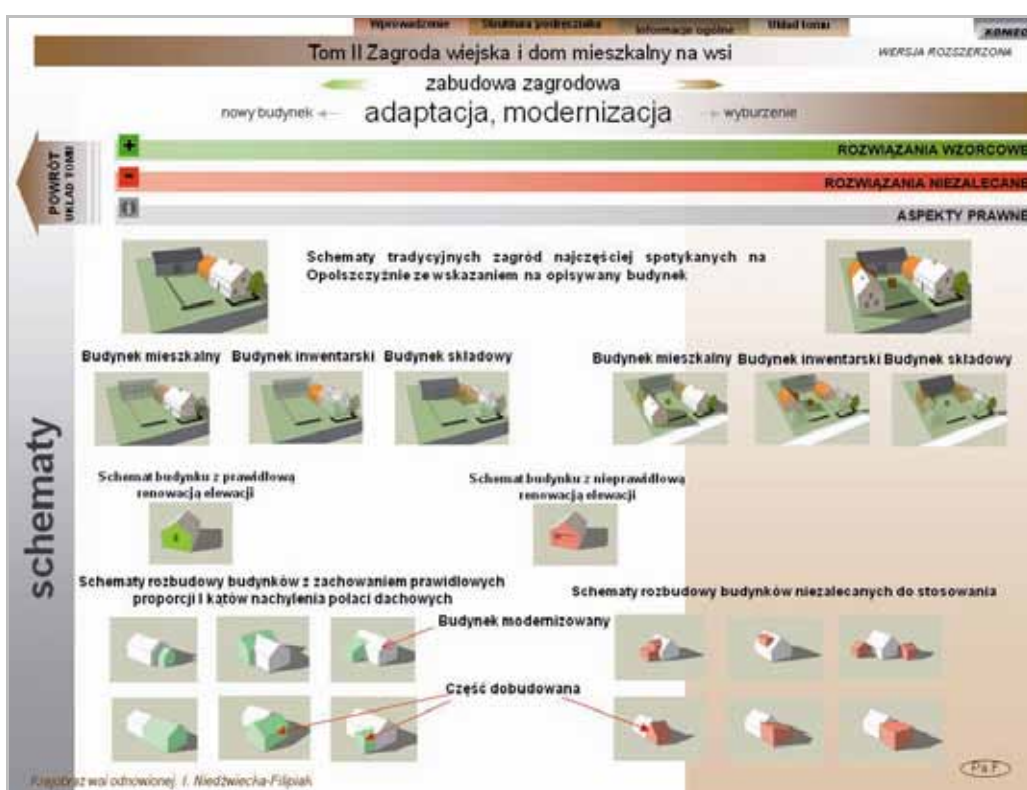 Wprowadzenie Struktura podręcznika Informacje ogólne Układ tomu KONIEC
Tom II Zagroda wiejska i dom mieszkalny na wsi WERSJA ROZSZERZONA
zabudowa zagrodowa
nowy budynek adaptacja, modernizacja wyburzenie
POWRÓT
UKŁAD TOMU
+ ROZWIĄZANIA WZORCOWE
- ROZWIĄZANIA NIEZALECANE
ASPEKTY PRAWNE
schematy
Schematy tradycyjnych zagród najczęściej spotykanych na
Opolszczyźnie ze wskazaniem na opisywany budynek
Budynek mieszkalny Budynek inwentarski Budynek składowy
Budynek mieszkalny Budynek inwentarski Budynek składowy
Schemat budynku z prawidłową
renowacją elewacji
Schemat budynku z nieprawidłową
renowacją elewacji
Schematy rozbudowy budynków z zachowaniem prawidłowych
proporcji I kątów nachylenia połaci dachowych
Schematy rozbudowy budynków niezalecanych do stosowania
Budynek modernizowany
Część dobudowana
Krajobraz wsi odnowionej. I. Niedźwiecka-Filipiak
Pa.F.